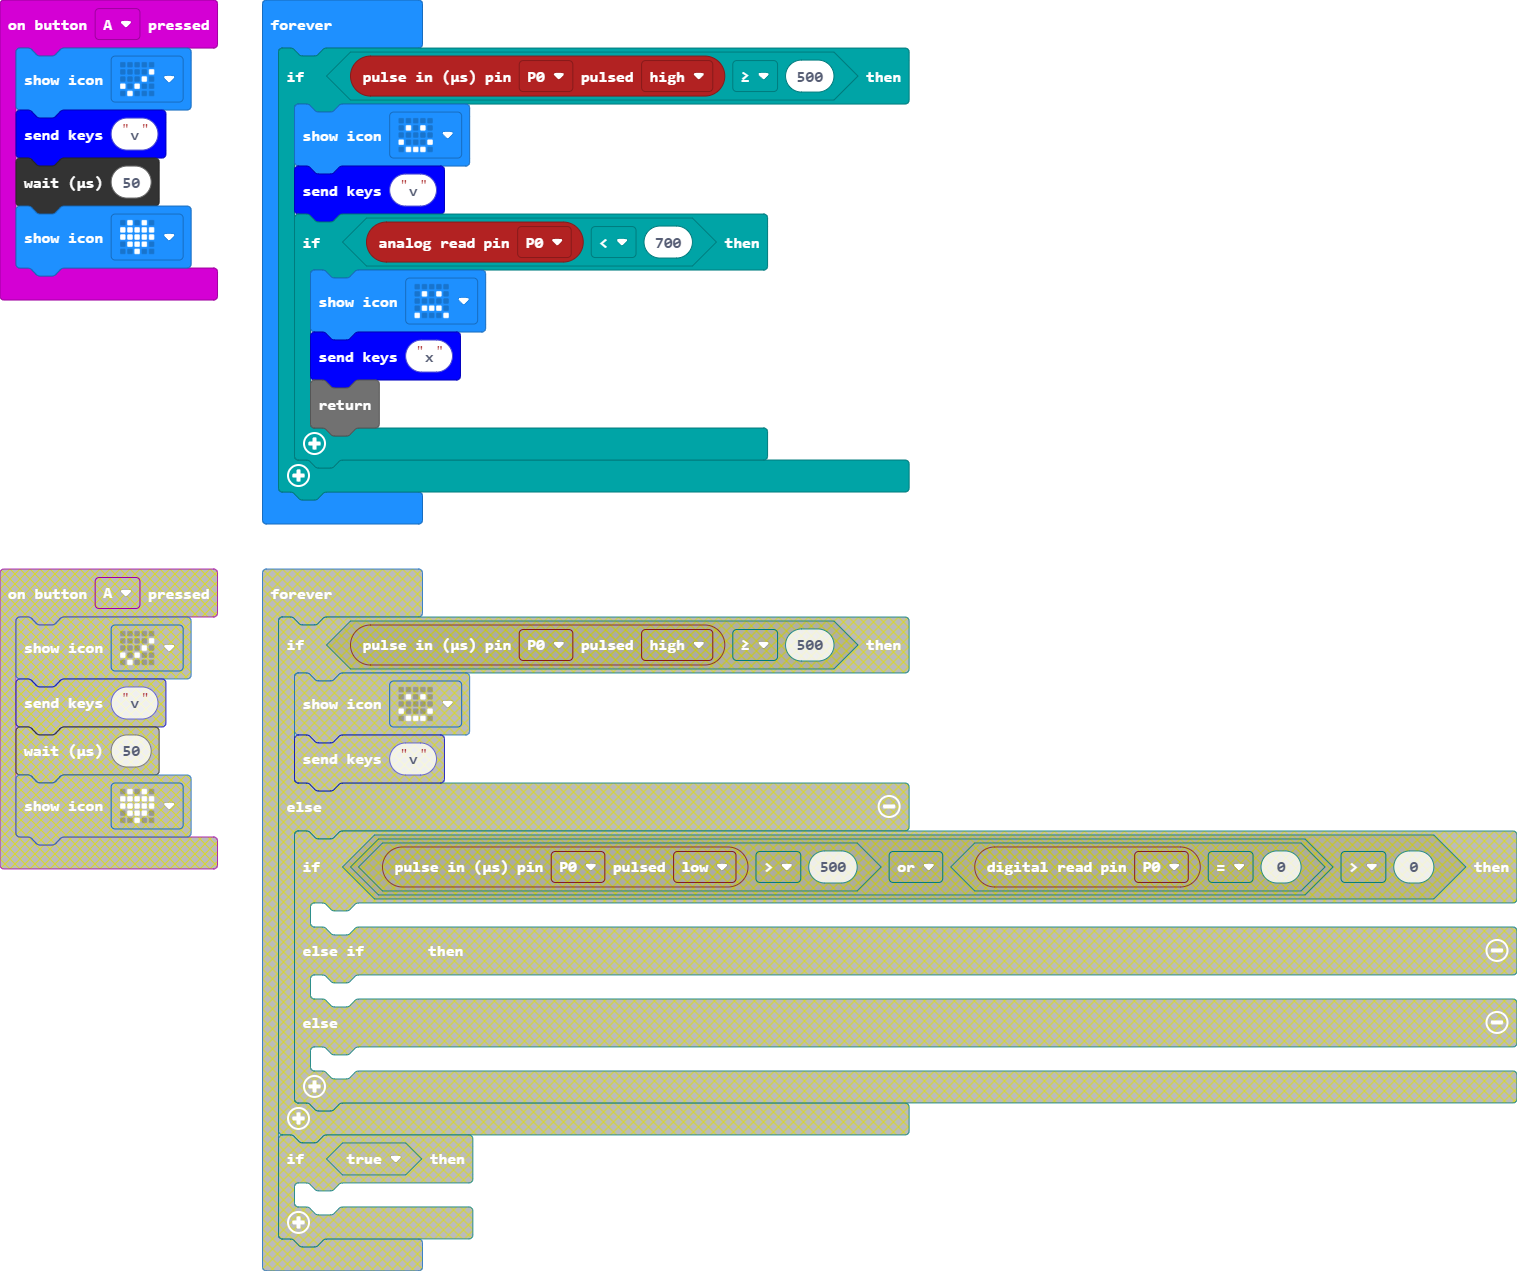 on button A pressed
show icon
send keys "v"
wait (µs) 50
show icon
forever
if pulse in (µs) pin P0 pulsed high ≥ 500 then
show icon
send keys "v"
if analog read pin P0 < 700 then
show icon
send keys "x"
return
on button A pressed
show icon
send keys "v"
wait (µs) 50
show icon
forever
if pulse in (µs) pin P0 pulsed high ≥ 500 then
show icon
send keys "v"
else
if pulse in (µs) pin P0 pulsed low > 500 or digital read pin P0 = 0 > 0 then
else if then
else
if true then